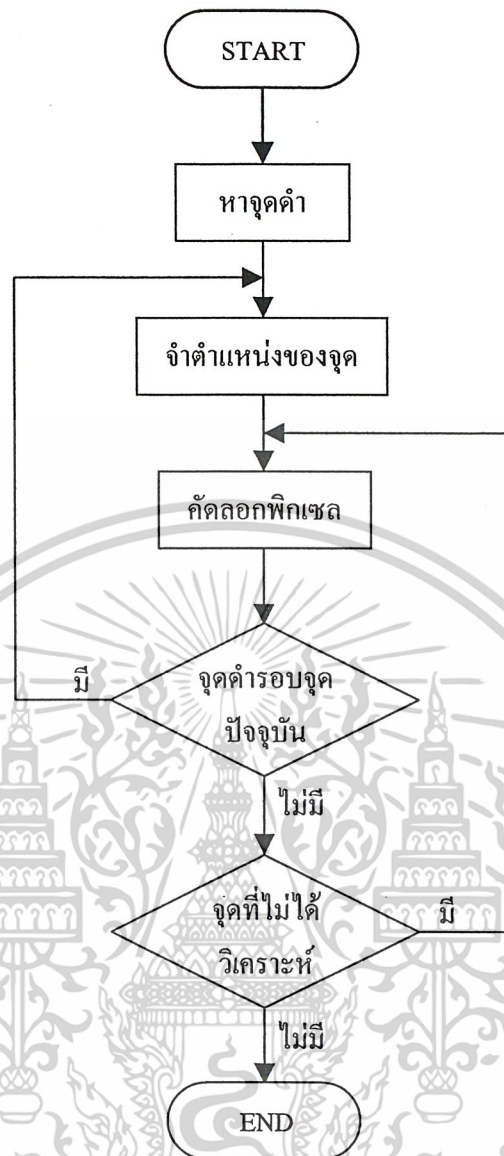 START
หาจุดดำ
จำตำแหน่งของจุด
คัดลอกพิกเซล
จุดดำรอบจุด
ปัจจุบัน
มี
ไม่มี
จุดที่ไม่ได้
วิเคราะห์
มี
ไม่มี
END